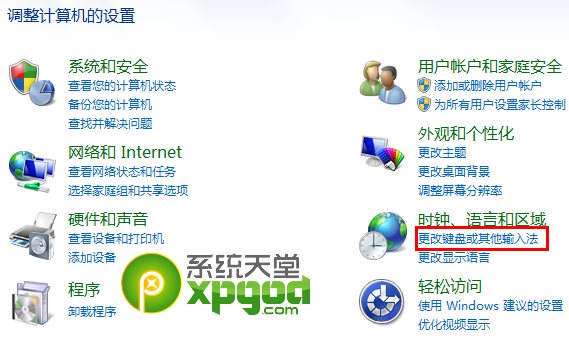 调整计算机的设置
系统和安全
查看您的计算机状态
备份您的计算机
查找并解决问题
网络和 Internet
查看网络状态和任务
选择家庭组和共享选项
硬件和声音
查看设备和打印机
添加设备
程序
卸载程序
用户帐户和家庭安全
添加或删除用户帐户
为所有用户设置家长控制
外观和个性化
更改主题
更改桌面背景
调整屏幕分辨率
时钟、语言和区域
更改键盘或其他输入法
更改显示语言
轻松访问
使用 Windows 建议的设置
优化视频显示
系统天堂
xpgod.com